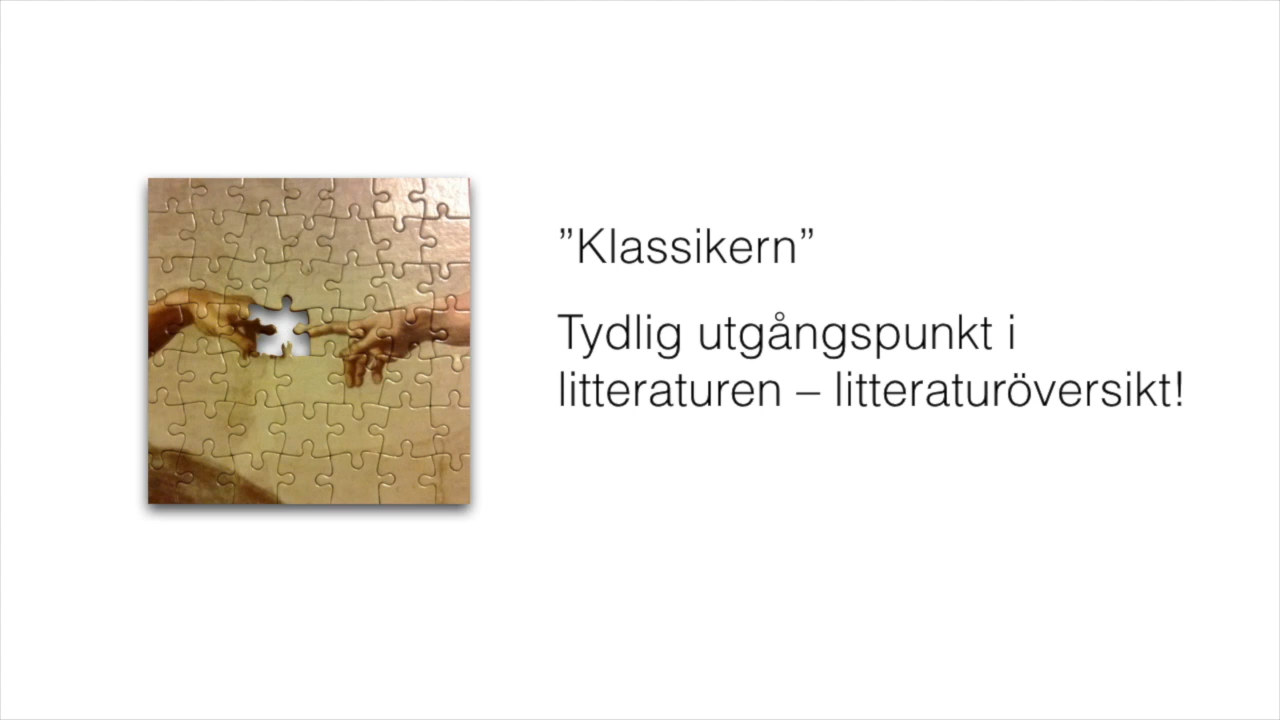 ”Klassikern”
Tydlig utgångspunkt i
litteraturen – litteraturöversikt!